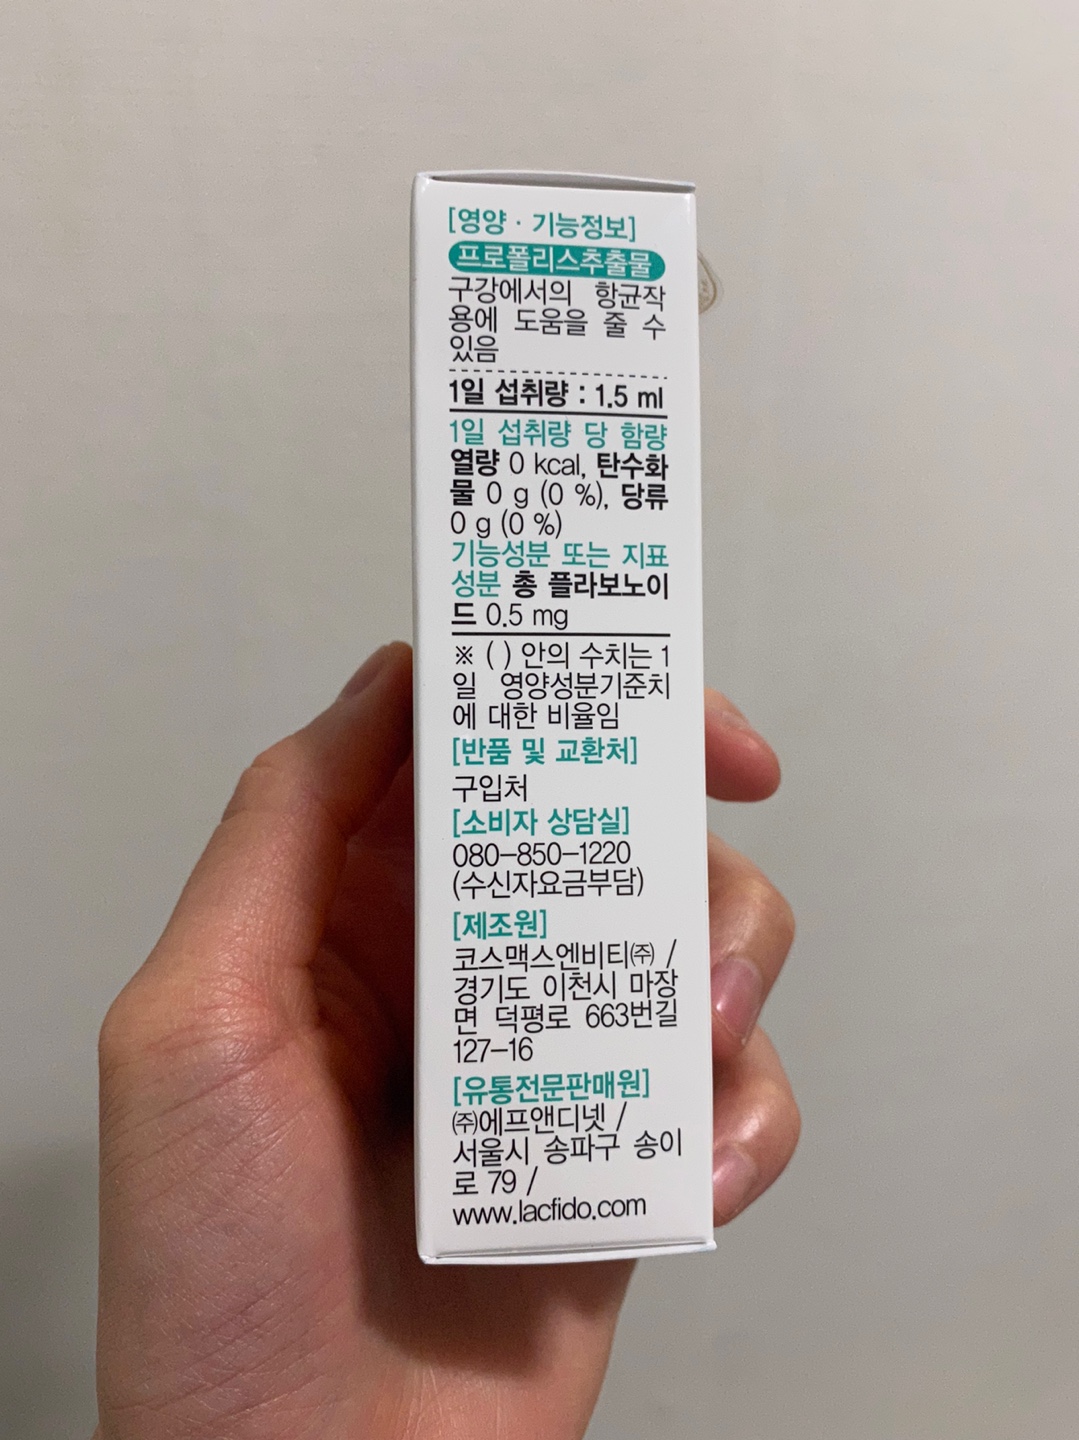 [영양 · 기능정보]
프로폴리스추출물
구강에서의 항균작
용에 도움을 줄 수
있음
1일 섭취량 : 1.5 ml
1일 섭취량 당 함량
열량 0 kcal, 탄수화
물 0 g (0 %), 당류
0 g (0 %)
기능성분 또는 지표
성분 총 플라보노이
드 0.5 mg
※ ( ) 안의 수치는 1
일 영양성분기준치
에 대한 비율임
[반품 및 교환처]
구입처
[소비자 상담실]
080-850-1220
(수신자요금부담)
[제조원]
코스맥스엔비티㈜ /
경기도 이천시 마장
면 덕평로 663번길
127-16
[유통전문판매원]
㈜에프앤디넷 /
서울시 송파구 송이
로 79 /
www.lacfido.com